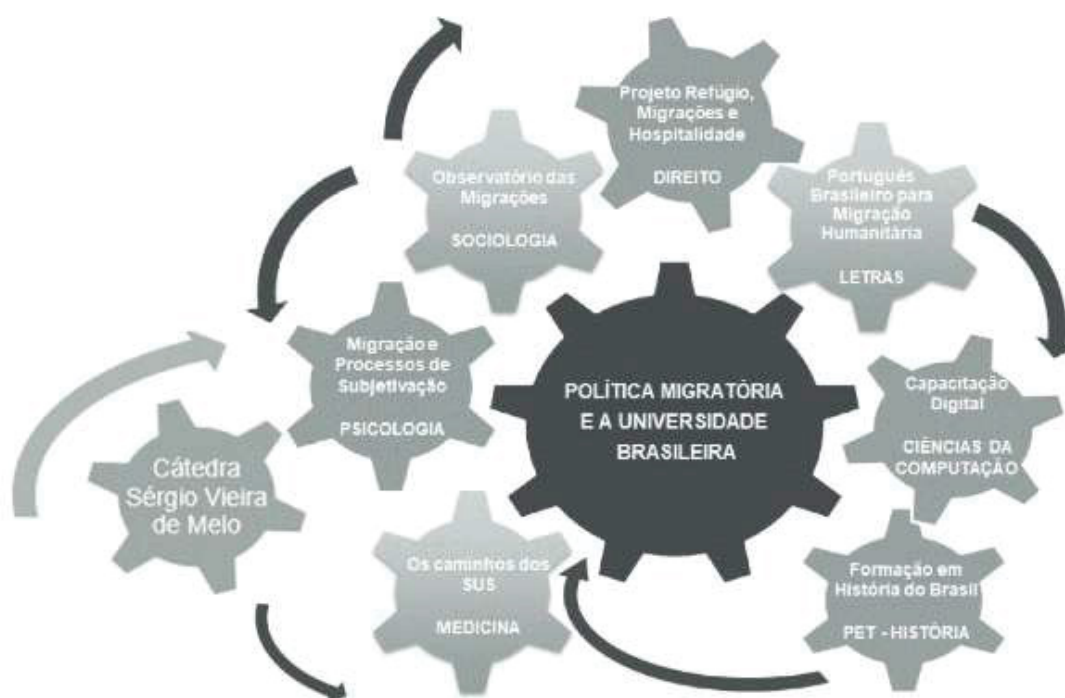 Projeto Refúgio,
Migrações e
Hospitalidade
DIREITO
Observatório das
Migrações
SOCIOLOGIA
Português
Brasileiro para
Migração
Humanitária
LETRAS
Migração e
Processos de
Subjetivação
PSICOLOGIA
POLÍTICA MIGRATÓRIA
E A UNIVERSIDADE
BRASILEIRA
Capacitação
Digital
CIÊNCIAS DA
COMPUTAÇÃO
Cátedra
Sérgio Vieira
de Melo
Os caminhos dos
SUS
MEDICINA
Formação em
História do Brasil
PET - HISTÓRIA